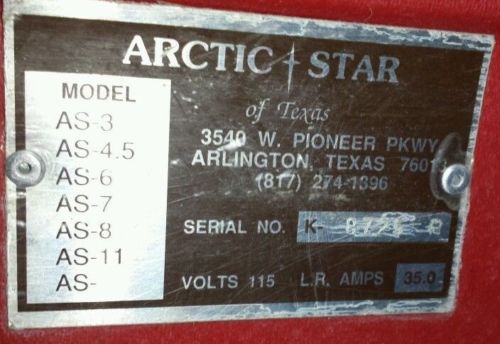 ARCTIC STAR
of Texas
3540 W. PIONEER PKWY
ARLINGTON, TEXAS 76013
(817) 274-1396
MODEL
AS-3
AS-4.5
AS-6
AS-7
AS-8
AS-11
AS-
SERIAL NO. K-
VOLTS 115 L.R. AMPS 35.0